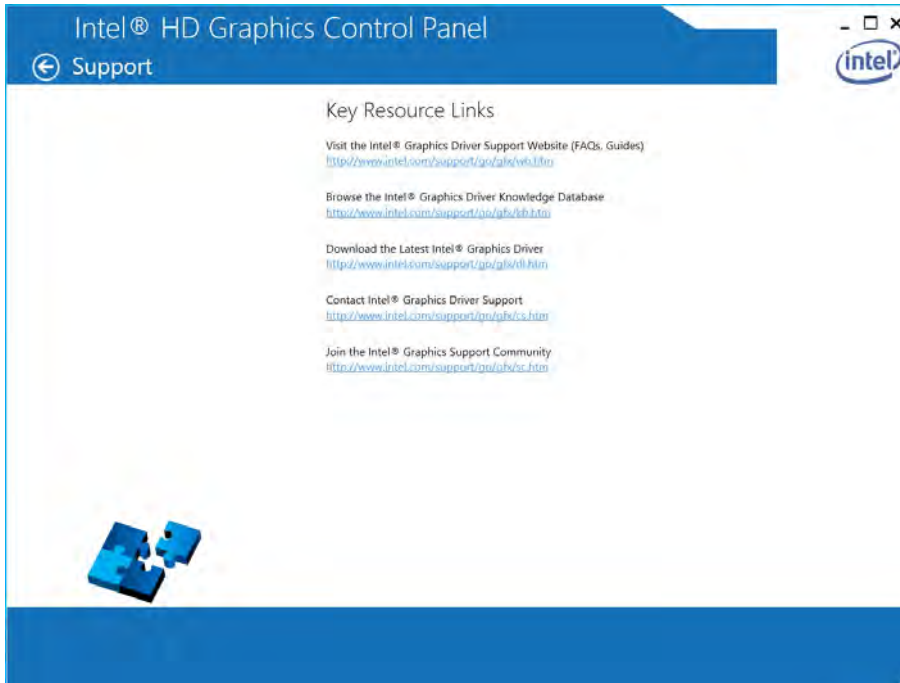 Intel® HD Graphics Control Panel
Support
intel
Key Resource Links
Visit the Intel® Graphics Driver Support Website (FAQs, Guides)
http://www.intel.com/support/go/gfx/wb.htm
Browse the Intel® Graphics Driver Knowledge Database
http://www.intel.com/support/go/gfx/kb.htm
Download the Latest Intel® Graphics Driver
http://www.intel.com/support/go/gfx/dl.htm
Contact Intel® Graphics Driver Support
http://www.intel.com/support/go/gfx/cs.htm
Join the Intel® Graphics Support Community
http://www.intel.com/support/go/gfx/sc.htm